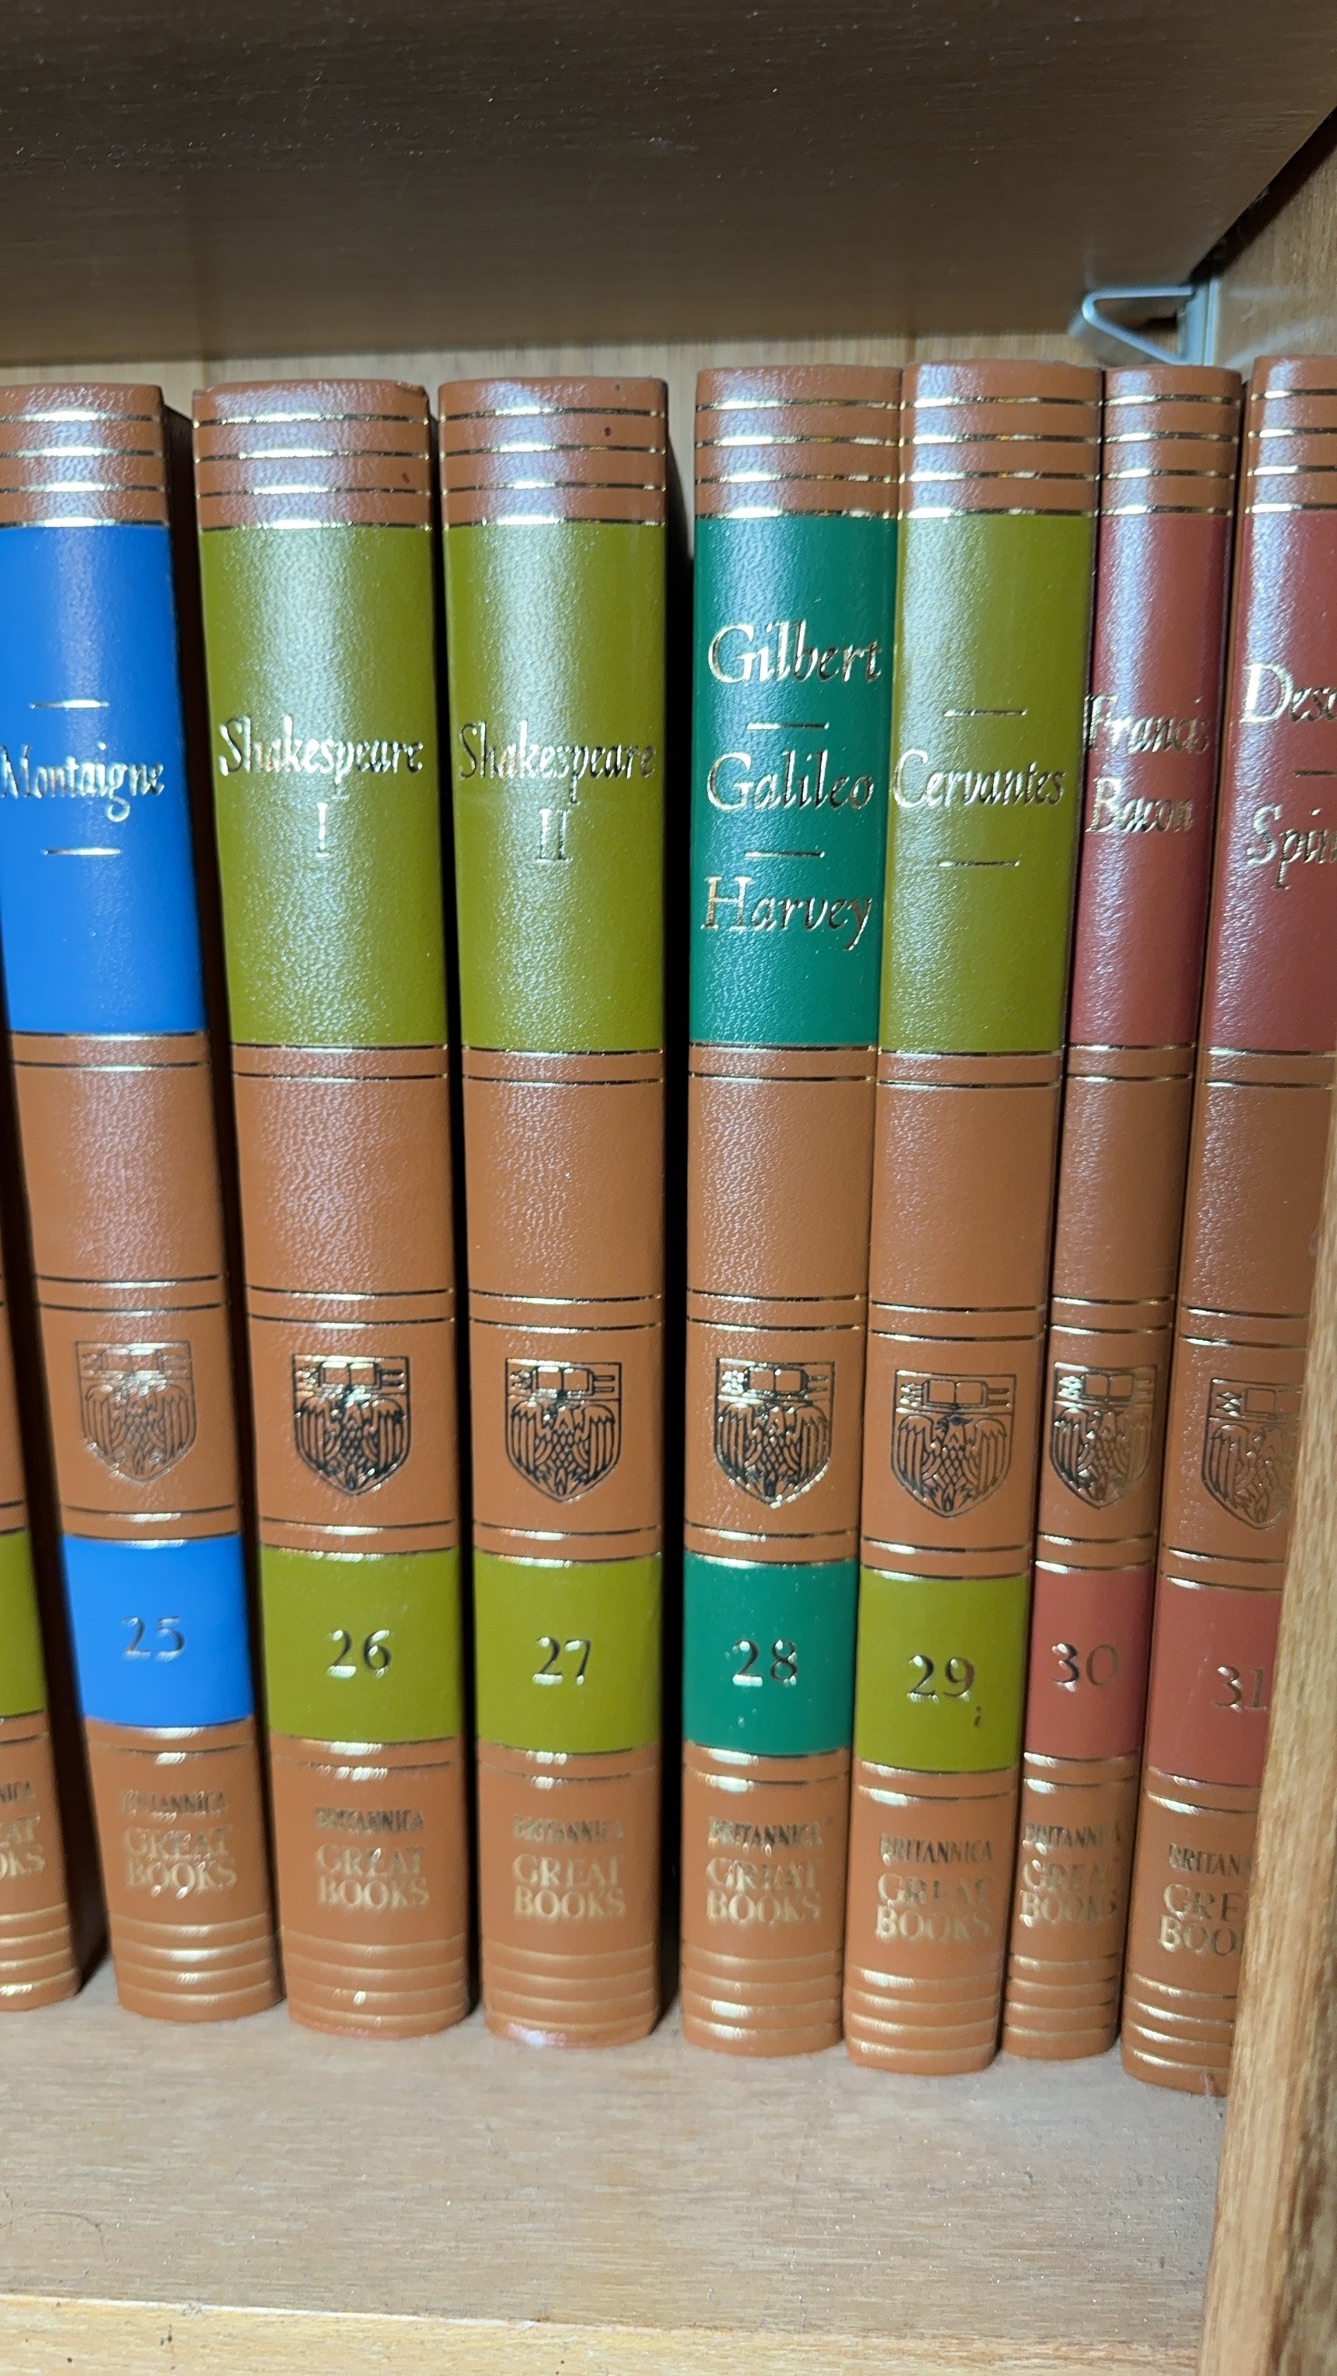 Montaigne
25
BRITANNICA
GREAT
BOOKS
Shakespeare
I
26
BRITANNICA
GREAT
BOOKS
Shakespeare
II
27
BRITANNICA
GREAT
BOOKS
Gilbert
Galileo
Harvey
28
BRITANNICA
GREAT
BOOKS
Cervantes
29
BRITANNICA
GREAT
BOOKS
Francis
Bacon
30
BRITANNICA
GREAT
BOOKS
31